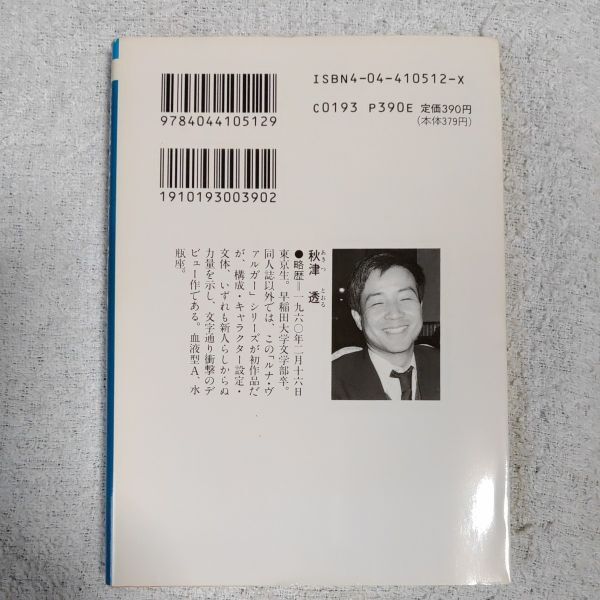 ISBN4-04-410512-X
C0193 P390E 定価390円
(本体379円)
9784044105129
1910193003902
あきつ とおる
秋津 透
●略歴=一九六〇年二月十六日
東京生。早稲田大学文学部卒。
同人誌以外では、この「ルナ・ヴ
ァルガー」シリーズが初作品だ
が、構成・キャラクター設定・
文体、いずれも新人らしからぬ
力量を示し、文字通り衝撃のデ
ビュー作である。血液型A、水
瓶座。